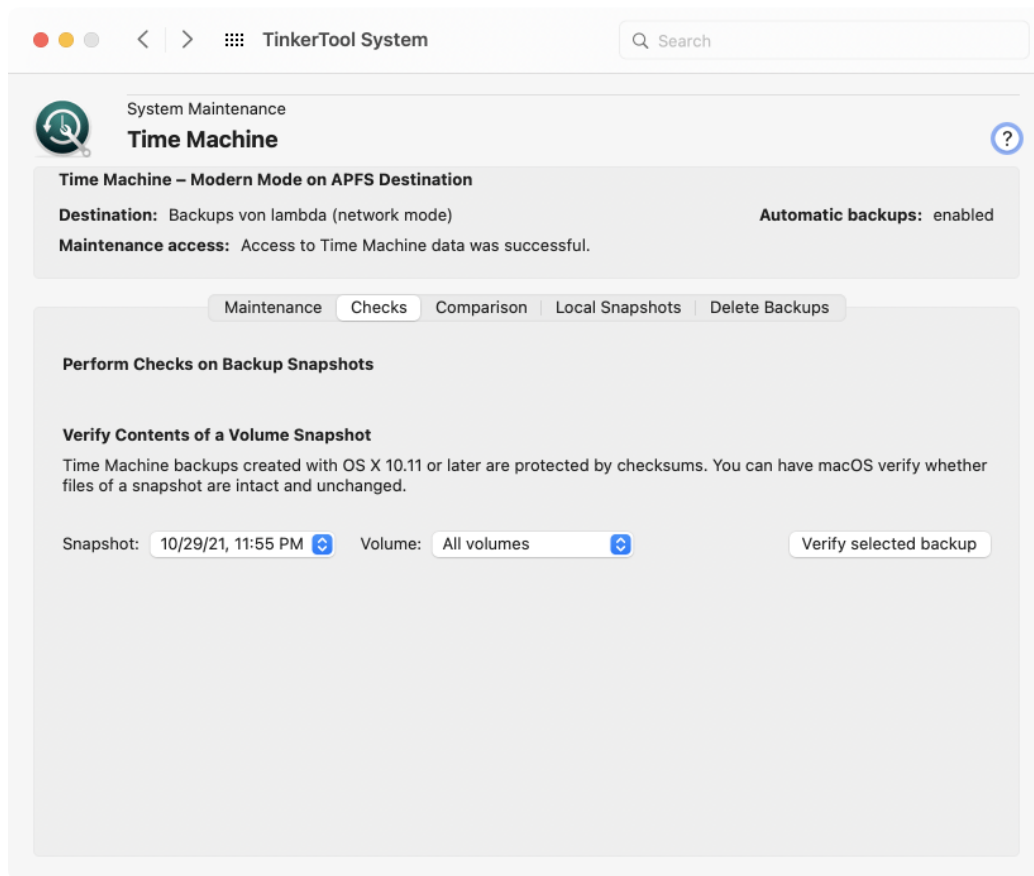 TinkerTool System
Search
System Maintenance
Time Machine
?
Time Machine – Modern Mode on APFS Destination
Destination: Backups von lambda (network mode) Automatic backups: enabled
Maintenance access: Access to Time Machine data was successful.
Maintenance Checks Comparison Local Snapshots Delete Backups
Perform Checks on Backup Snapshots
Verify Contents of a Volume Snapshot
Time Machine backups created with OS X 10.11 or later are protected by checksums. You can have macOS verify whether
files of a snapshot are intact and unchanged.
Snapshot: 10/29/21, 11:55 PM Volume: All volumes Verify selected backup